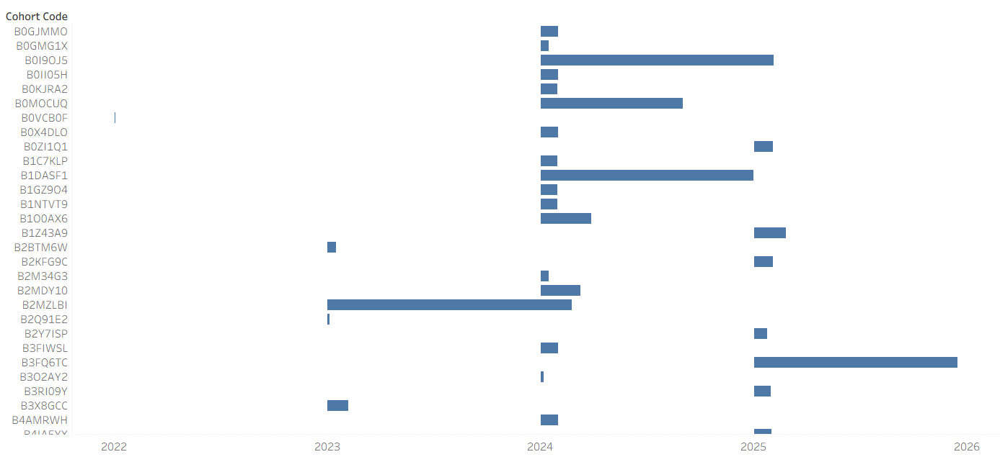 Cohort Code
B0GJMMO
B0GMG1X
B0I9OJ5
B0II05H
B0KJRA2
B0MOCUQ
B0VCB0F
B0X4DLO
B0ZI1Q1
B1C7KLP
B1DASF1
B1GZ9O4
B1NTVT9
B1O0AX6
B1Z43A9
B2BTM6W
B2KFG9C
B2M34G3
B2MDY10
B2MZLBI
B2Q91E2
B2Y7ISP
B3FIWSL
B3FQ6TC
B3O2AY2
B3RI09Y
B3X8GCC
B4AMRWH
2022 2023 2024 2025 2026